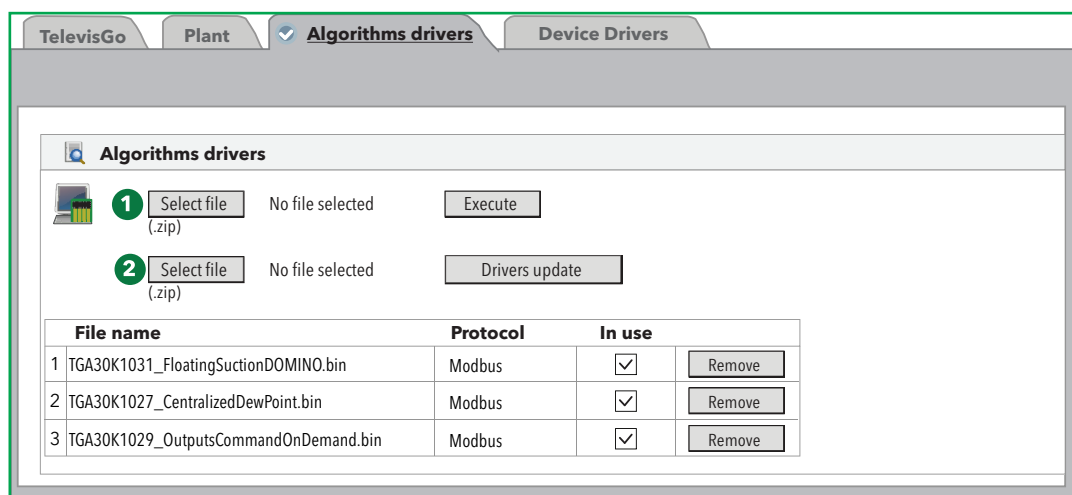 TelevisGo Plant Algorithms drivers Device Drivers
Algorithms drivers
1 Select file No file selected Execute
(.zip)
2 Select file No file selected Drivers update
(.zip)
File name Protocol In use
1 TGA30K1031_FloatingSuctionDOMINO.bin Modbus Remove
2 TGA30K1027_CentralizedDewPoint.bin Modbus Remove
3 TGA30K1029_OutputsCommandOnDemand.bin Modbus Remove